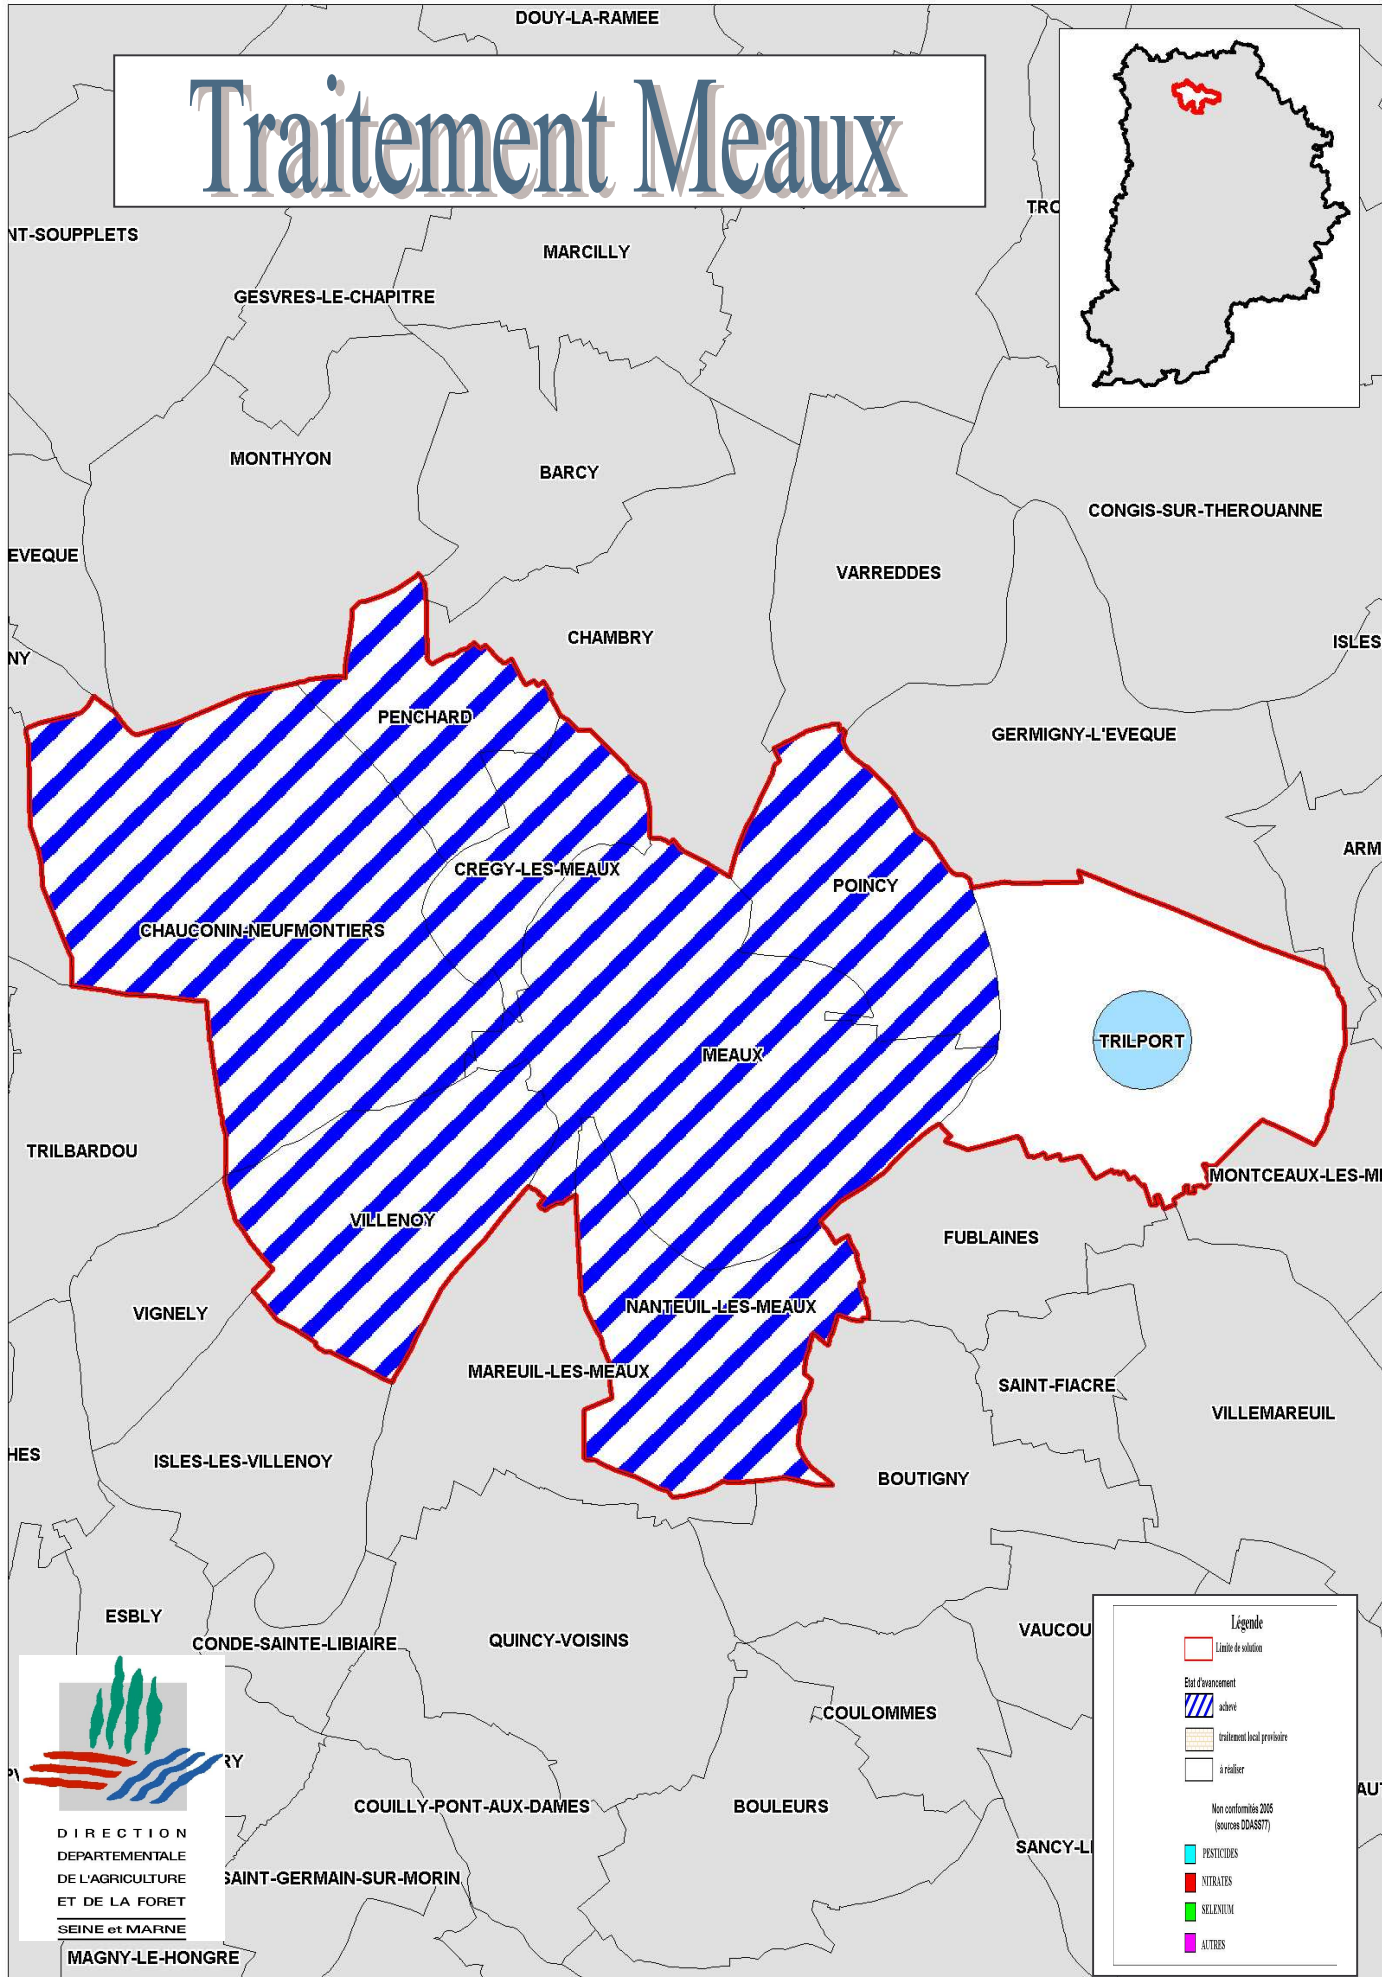 DOUY-LA-RAMEE
Traitement Meaux
TRO
NT-SOUPPLETS
MARCILLY
GESVRES-LE-CHAPITRE
MONTHYON
BARCY
CONGIS-SUR-THEROUANNE
EVEQUE
VARREDDES
CHAMBRY
ISLES
NY
PENCHARD
GERMIGNY-L'EVEQUE
ARM
CREGY-LES-MEAUX
POINCY
CHAUCONIN-NEUFMONTIERS
TRILPORT
MEAUX
TRILBARDOU
MONTCEAUX-LES-ME
VILLENOY
FUBLAINES
VIGNELY
NANTEUIL-LES-MEAUX
MAREUIL-LES-MEAUX
SAINT-FIACRE
VILLEMAREUIL
HES
ISLES-LES-VILLENOY
BOUTIGNY
ESBLY
CONDE-SAINTE-LIBIAIRE
QUINCY-VOISINS
VAUCOU
COULOMMES
RY
COUILLY-PONT-AUX-DAMES
BOULEURS
AUT
SANCY-L
SAINT-GERMAIN-SUR-MORIN
MAGNY-LE-HONGRE
DIRECTION
DEPARTEMENTALE
DE L'AGRICULTURE
ET DE LA FORET
SEINE et MARNE
Légende
Limite de solution
Etat d'avancement
achevé
traitement local provisoire
à réaliser
Non conformités 2005
(sources DDASS77)
PESTICIDES
NITRATES
SELENIUM
AUTRES